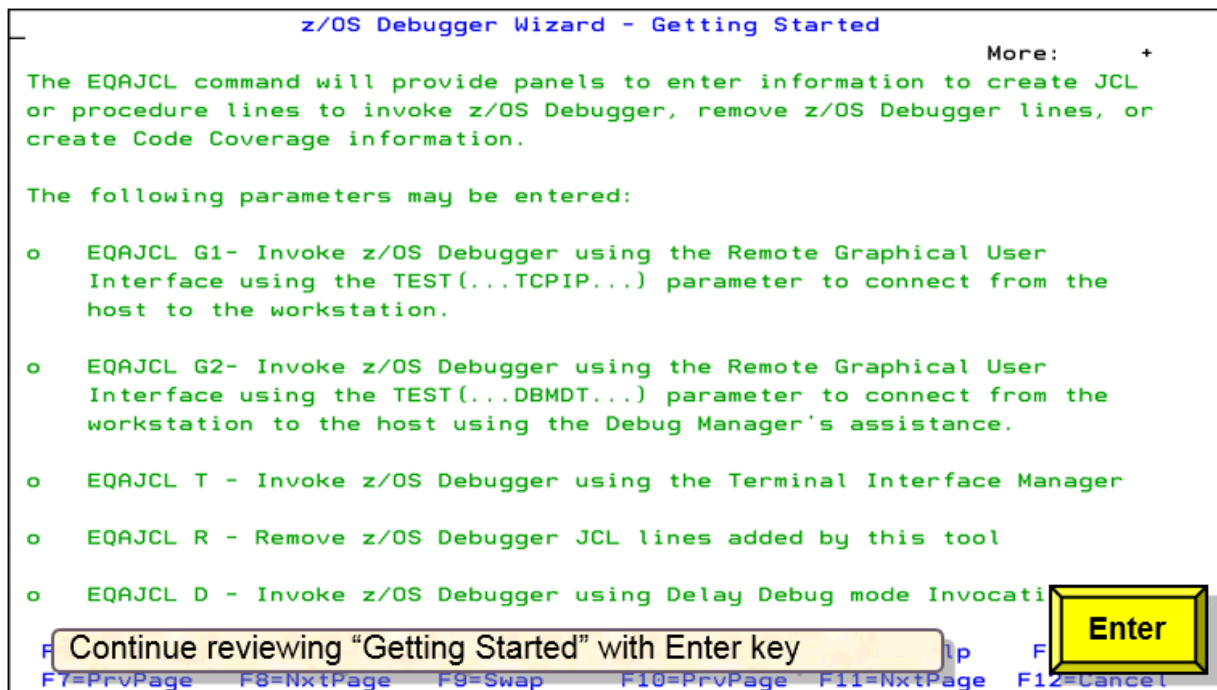 z/OS Debugger Wizard - Getting Started
More: +
The EQAJCL command will provide panels to enter information to create JCL
or procedure lines to invoke z/OS Debugger, remove z/OS Debugger lines, or
create Code Coverage information.
The following parameters may be entered:
o EQAJCL G1- Invoke z/OS Debugger using the Remote Graphical User
Interface using the TEST(...TCPIP...) parameter to connect from the
host to the workstation.
o EQAJCL G2- Invoke z/OS Debugger using the Remote Graphical User
Interface using the TEST(...DBMDT...) parameter to connect from the
workstation to the host using the Debug Manager's assistance.
o EQAJCL T - Invoke z/OS Debugger using the Terminal Interface Manager
o EQAJCL R - Remove z/OS Debugger JCL lines added by this tool
o EQAJCL D - Invoke z/OS Debugger using Delay Debug mode Invocati
Enter
Continue reviewing “Getting Started” with Enter key
F7=PrvPage F8=NxtPage F9=Swap F10=PrvPage F11=NxtPage F12=Cancel